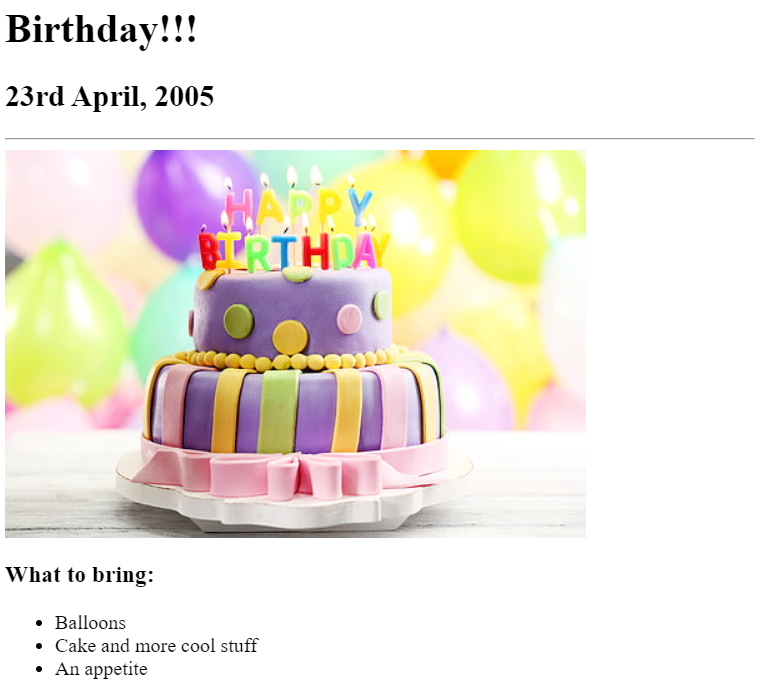 Birthday!!!
23rd April, 2005
HAPPY
BIRTHDAY
What to bring:
Balloons
Cake and more cool stuff
An appetite